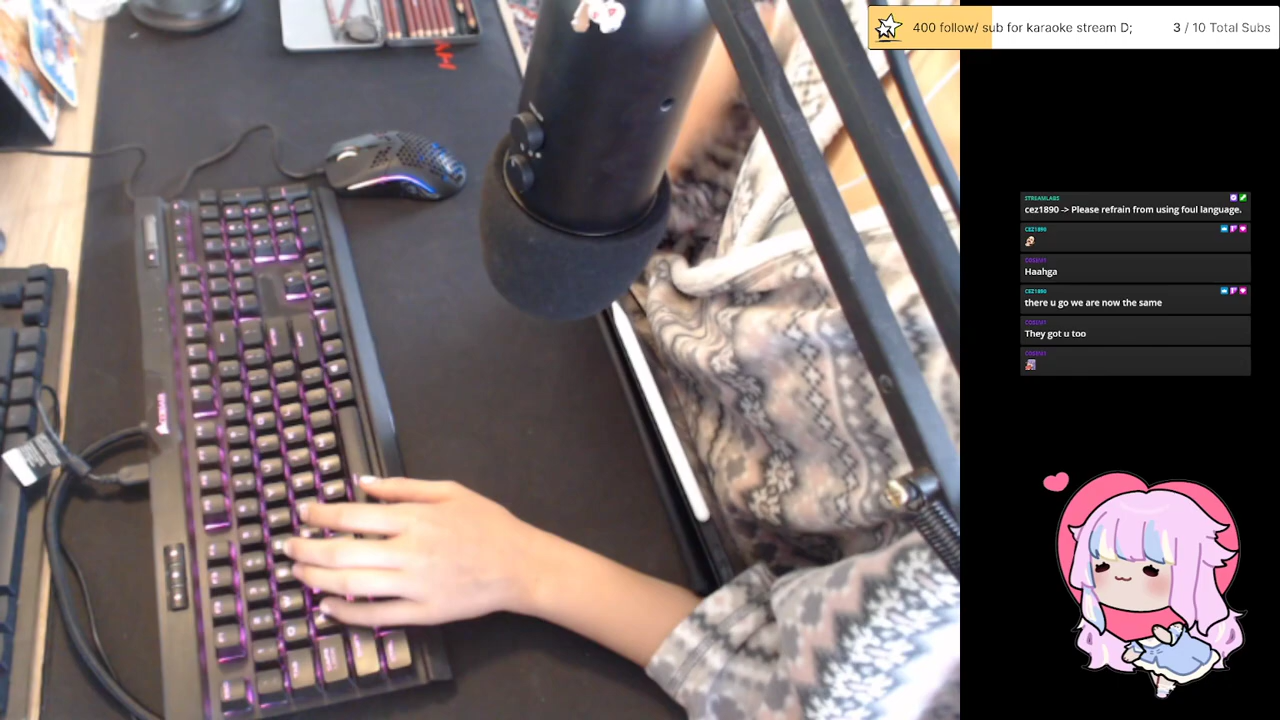 400 follow/ sub for karaoke stream D; 3 / 10 Total Subs
STREAMLABS
cez1890 -> Please refrain from using foul language.
CEZ1890
Haahga
CEZ1890
there u go we are now the same
They got u too